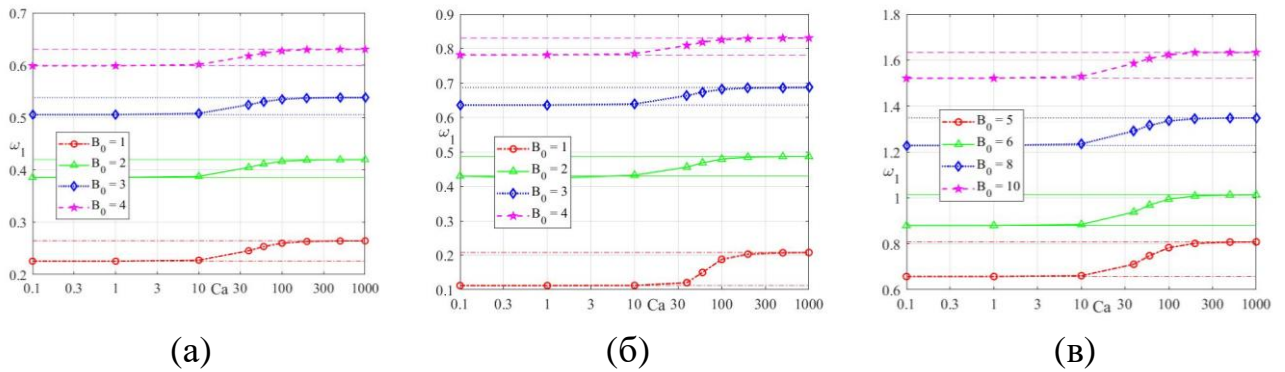 0.7
0.6
0.5
0.4
0.3
0.2
ω₁
B₀ = 1
B₀ = 2
B₀ = 3
B₀ = 4
0.1 0.3 1 3 10 Ca 30 100 300 1000
(а)
0.9
0.8
0.7
0.6
0.5
0.4
0.3
0.2
0.1
ω₁
B₀ = 1
B₀ = 2
B₀ = 3
B₀ = 4
0.1 0.3 1 3 10 Ca 30 100 300 1000
(б)
1.8
1.6
1.4
1.2
1
0.8
0.6
ω₁
B₀ = 5
B₀ = 6
B₀ = 8
B₀ = 10
0.1 0.3 1 3 10 Ca 30 100 300 1000
(в)